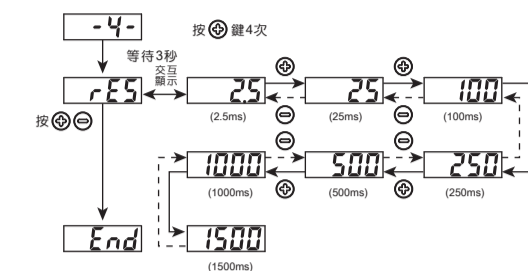 -4-
按 ⊕ 鍵4次
等待3秒
交互
顯示
rES
2.5
25
100
(2.5ms)
(25ms)
(100ms)
按 ⊕ ⊖
1000
500
250
(1000ms)
(500ms)
(250ms)
End
1500
(1500ms)